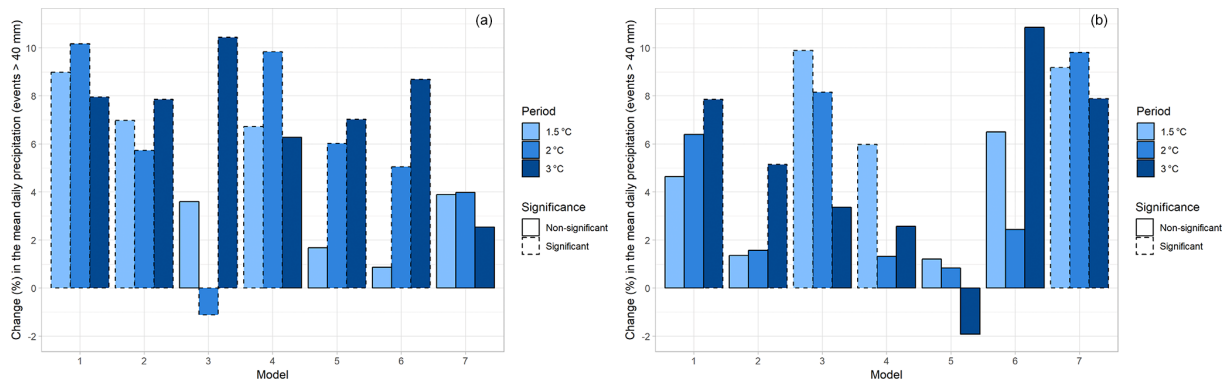 (a)
Change (%) in the mean daily precipitation (events > 40 mm)
10
8
6
4
2
0
-2
1 2 3 4 5 6 7
Model
Period
1.5 °C
2 °C
3 °C
Significance
Non-significant
Significant
(b)
Change (%) in the mean daily precipitation (events > 40 mm)
10
8
6
4
2
0
-2
1 2 3 4 5 6 7
Model
Period
1.5 °C
2 °C
3 °C
Significance
Non-significant
Significant